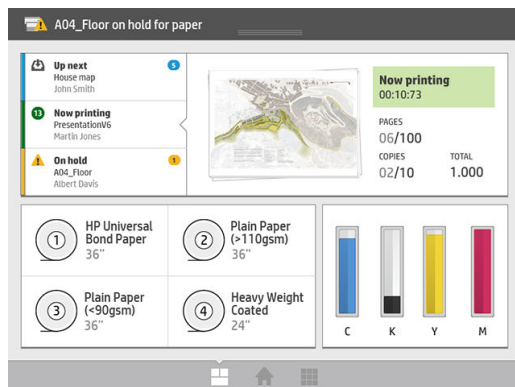 A04_Floor on hold for paper
Up next
5
House map
John Smith
13
Now printing
PresentationV6
Martin Jones
On hold
1
A04_Floor
Albert Davis
Now printing
00:10:73
PAGES
06/100
COPIES
TOTAL
02/10
1.000
1
HP Universal
Bond Paper
36"
2
Plain Paper
(>110gsm)
36"
3
Plain Paper
(<90gsm)
36"
4
Heavy Weight
Coated
24"
C
K
Y
M